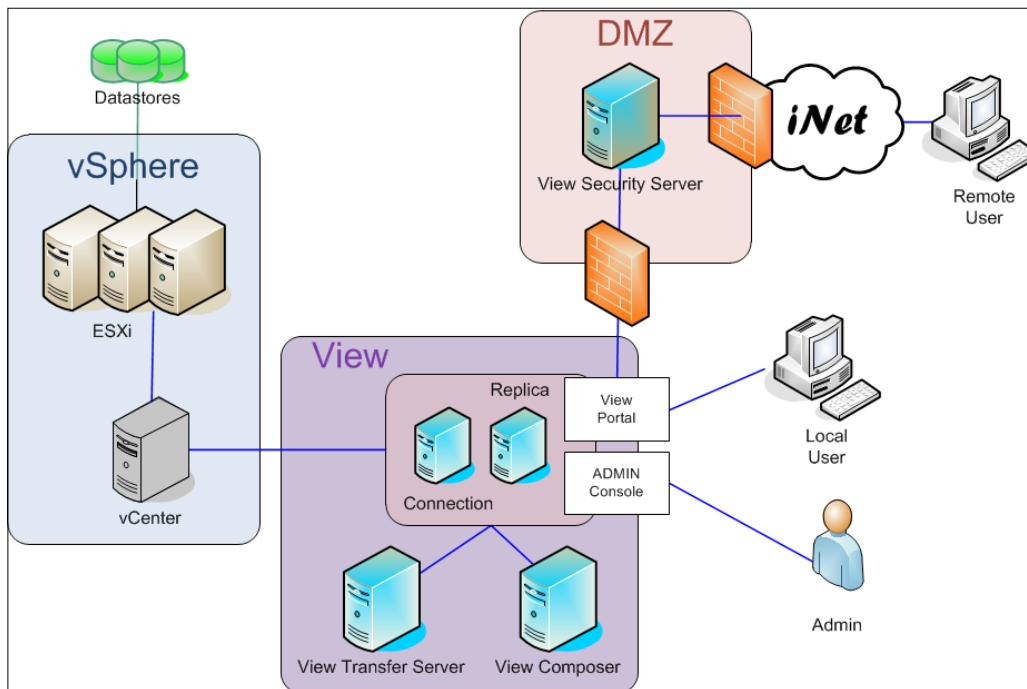 DMZ
Datastores
iNet
vSphere
View Security Server
Remote
User
ESXi
View
Replica
View
Portal
Local
User
ADMIN
Console
Connection
vCenter
Admin
View Transfer Server
View Composer